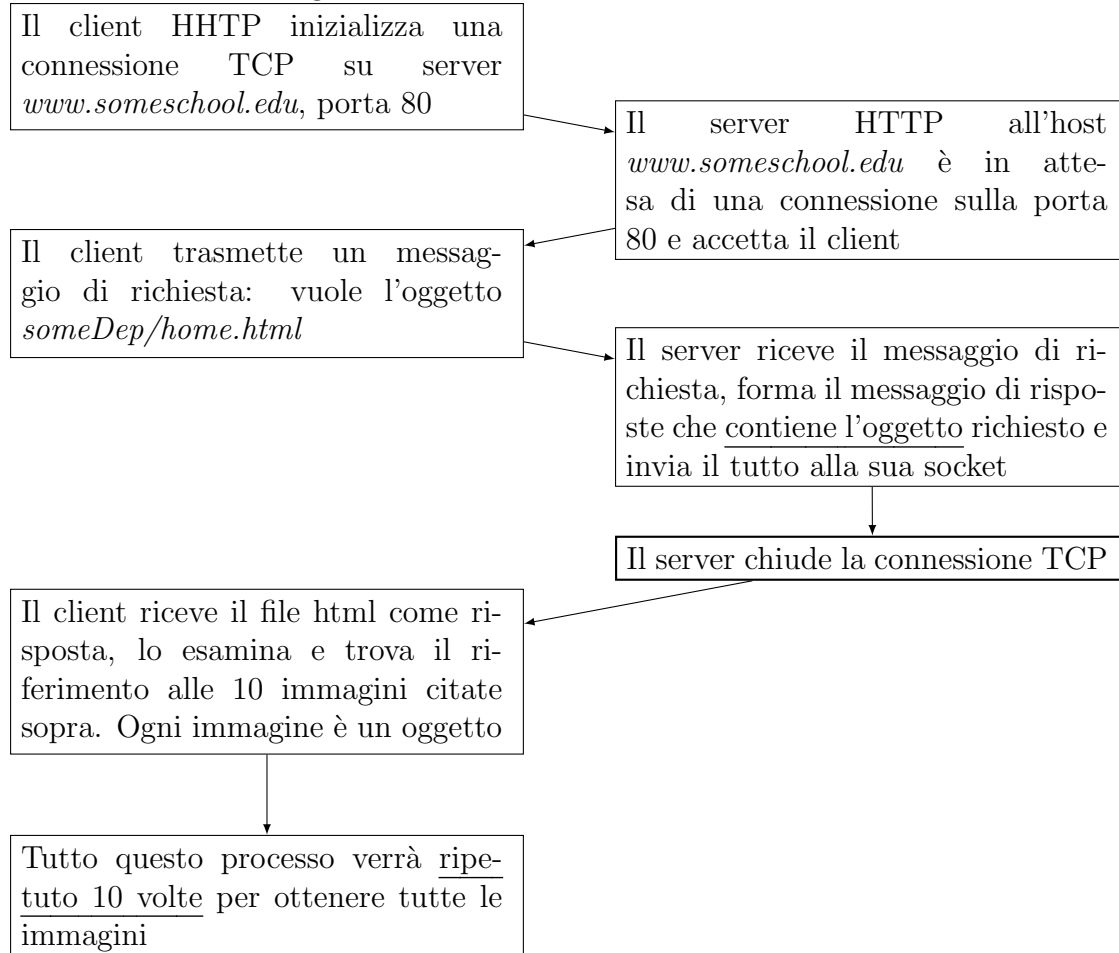 Il client HHTP inizializza una
connessione TCP su server
www.someschool.edu, porta 80
Il server HTTP all'host
www.someschool.edu è in atte-
sa di una connessione sulla porta
80 e accetta il client
Il client trasmette un messag-
gio di richiesta: vuole l'oggetto
someDep/home.html
Il server riceve il messaggio di ri-
chiesta, forma il messaggio di rispo-
ste che contiene l'oggetto richiesto e
invia il tutto alla sua socket
Il server chiude la connessione TCP
Il client riceve il file html come ri-
sposta, lo esamina e trova il ri-
ferimento alle 10 immagini citate
sopra. Ogni immagine è un oggetto
Tutto questo processo verrà ripe-
tuto 10 volte per ottenere tutte le
immagini